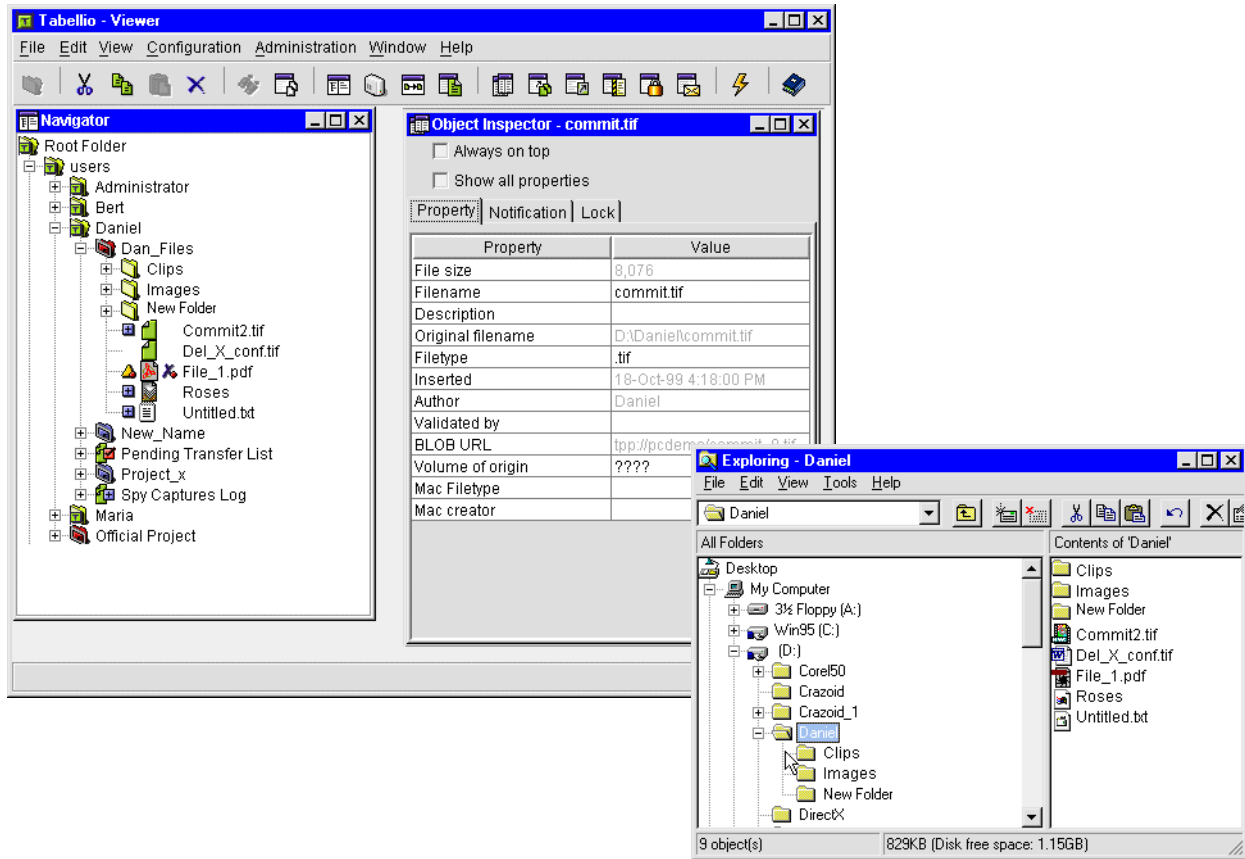 Tabellio - Viewer
File Edit View Configuration Administration Window Help
Navigator
Root Folder
users
Administrator
Bert
Daniel
Dan_Files
Clips
Images
New Folder
Commit2.tif
Del_X_conf.tif
File_1.pdf
Roses
Untitled.txt
New_Name
Pending Transfer List
Project_x
Spy Captures Log
Maria
Official Project
Object Inspector - commit.tif
Always on top
Show all properties
Property Notification Lock
Property Value
File size 8,076
Filename commit.tif
Description
Original filename D:\Daniel\commit.tif
Filetype .tif
Inserted 18-Oct-99 4:18:00 PM
Author Daniel
Validated by
BLOB URL
Volume of origin ????
Mac Filetype
Mac creator
Exploring - Daniel
File Edit View Tools Help
Daniel
All Folders
Desktop
My Computer
3½ Floppy (A:)
Win95 (C:)
(D:)
Corel50
Crazoid
Crazoid_1
Daniel
Clips
Images
New Folder
DirectX
Contents of 'Daniel'
Clips
Images
New Folder
Commit2.tif
Del_X_conf.tif
File_1.pdf
Roses
Untitled.txt
9 object(s) 829KB (Disk free space: 1.15GB)